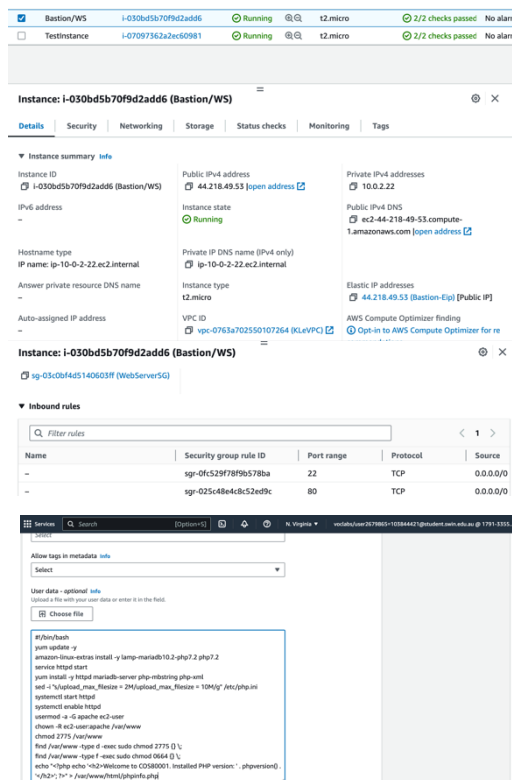 Bastion/WS i-030bd5b70f9d2add6 Running t2.micro 2/2 checks passed No alarm
TestInstance i-07097362a2ec60981 Running t2.micro 2/2 checks passed No alarm
Instance: i-030bd5b70f9d2add6 (Bastion/WS)
Details Security Networking Storage Status checks Monitoring Tags
▼ Instance summary Info
Instance ID Public IPv4 address Private IPv4 addresses
i-030bd5b70f9d2add6 (Bastion/WS) 44.218.49.53 |open address 10.0.2.22
IPv6 address Instance state Public IPv4 DNS
– Running ec2-44-218-49-53.compute-
1.amazonaws.com |open address
Hostname type Private IP DNS name (IPv4 only)
IP name: ip-10-0-2-22.ec2.internal ip-10-0-2-22.ec2.internal
Answer private resource DNS name Instance type Elastic IP addresses
– t2.micro 44.218.49.53 (Bastion-Eip) [Public IP]
Auto-assigned IP address VPC ID AWS Compute Optimizer finding
– vpc-0763a702550107264 (KLeVPC) Opt-in to AWS Compute Optimizer for re
Instance: i-030bd5b70f9d2add6 (Bastion/WS)
sg-03c0bf4d5140603ff (WebServerSG)
▼ Inbound rules
Filter rules 1
Name Security group rule ID Port range Protocol Source
– sgr-0fc529f78f9b578ba 22 TCP 0.0.0.0/0
– sgr-025c48e4c8c52ed9c 80 TCP 0.0.0.0/0
Services Search [Option+S] N. Virginia voclabs/user2679865=103844421@student.swin.edu.au @ 1791-3355..
Select
Allow tags in metadata Info
Select
User data - optional Info
Upload a file with your user data or enter it in the field.
Choose file
#!/bin/bash
yum update -y
amazon-linux-extras install -y lamp-mariadb10.2-php7.2 php7.2
service httpd start
yum install -y httpd mariadb-server php-mbstring php-xml
sed -i "s/upload_max_filesize = 2M/upload_max_filesize = 10M/g" /etc/php.ini
systemctl start httpd
systemctl enable httpd
usermod -a -G apache ec2-user
chown -R ec2-user:apache /var/www
chmod 2775 /var/www
find /var/www -type d -exec sudo chmod 2775 {} \;
find /var/www -type f -exec sudo chmod 0664 {} \;
echo "<?php echo '<h2>Welcome to COS80001. Installed PHP version: ' . phpversion() .
'</h2>'; ?>" > /var/www/html/phpinfo.php